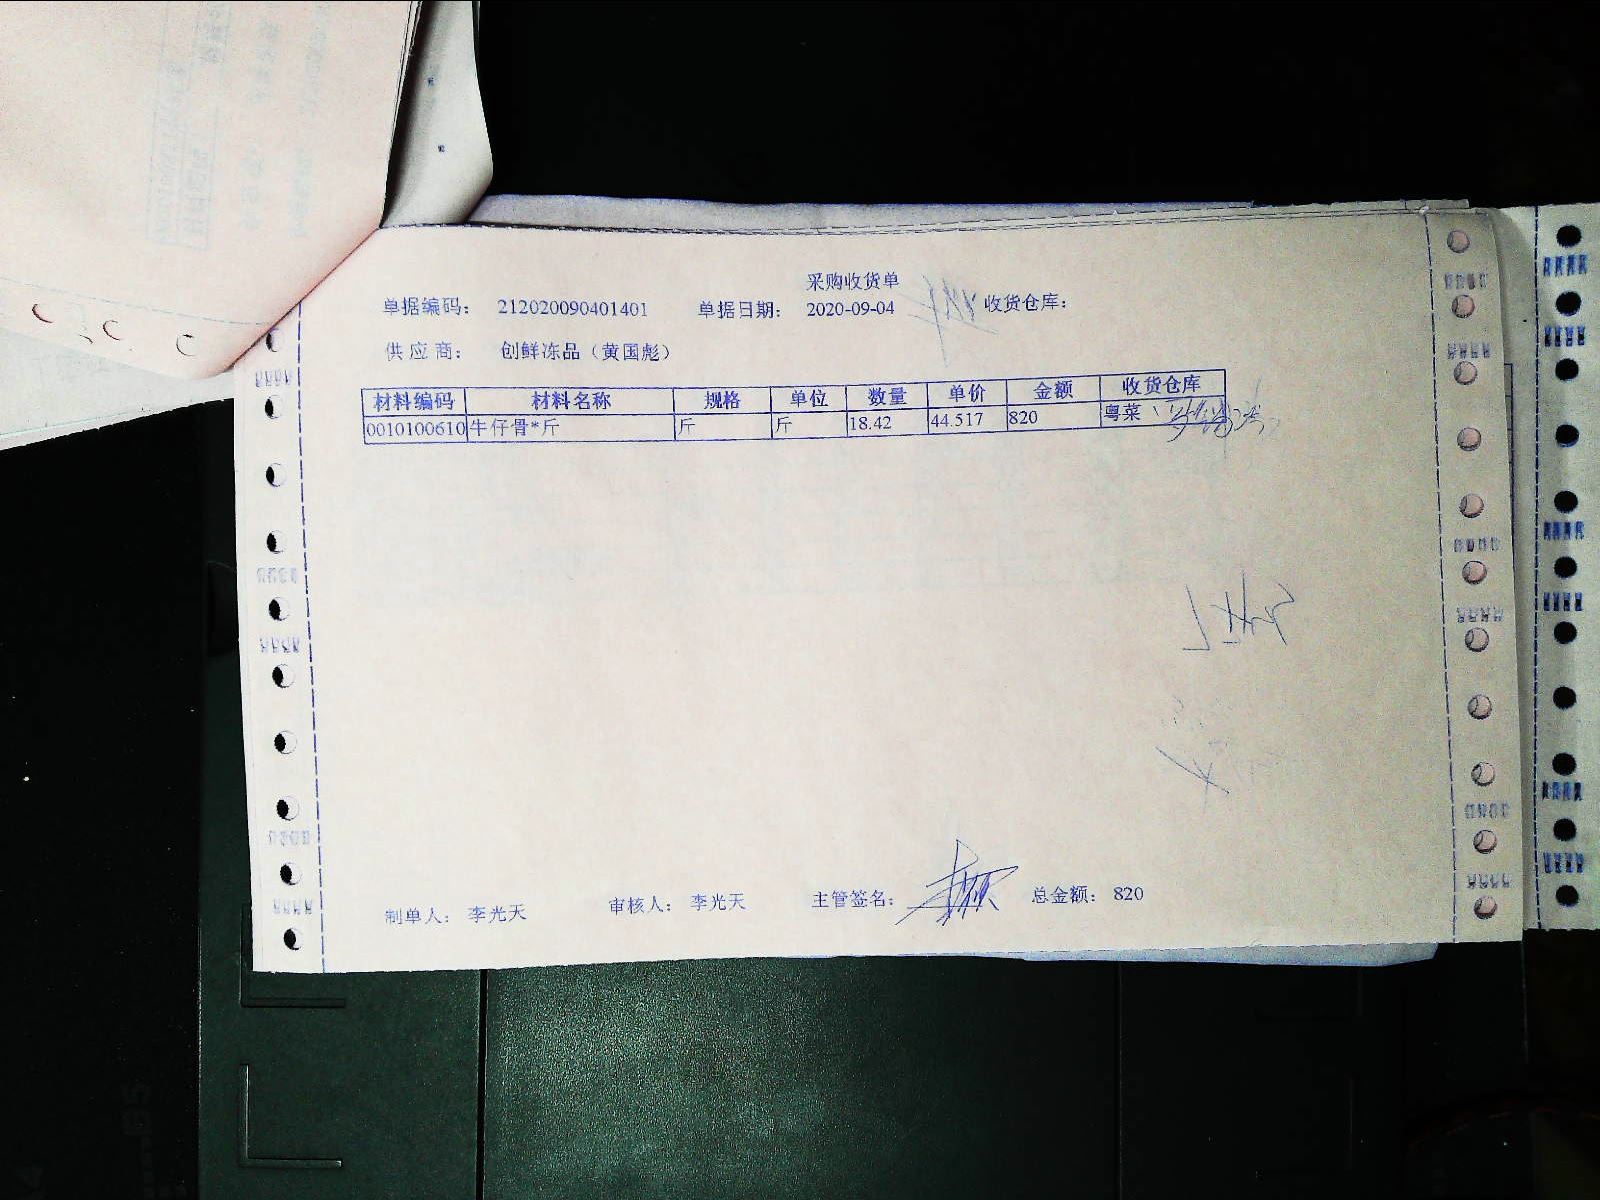 采购收货单
单据编码： 212020090401401 单据日期： 2020-09-04 收货仓库：
供 应 商： 创鲜冻品（黄国彪）
材料编码 材料名称 规格 单位 数量 单价 金额 收货仓库
0010100610 牛仔骨*斤 斤 斤 18.42 44.517 820 粤菜
制单人： 李光天 审核人： 李光天 主管签名： 总金额： 820